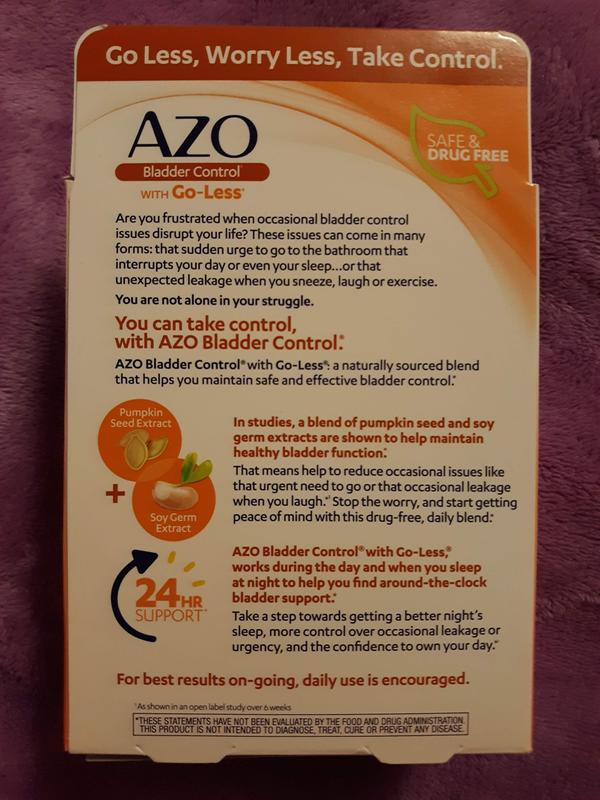 Go Less, Worry Less, Take Control.
AZO
Bladder Control®
WITH Go-Less®
SAFE &
DRUG FREE
Are you frustrated when occasional bladder control
issues disrupt your life? These issues can come in many
forms: that sudden urge to go to the bathroom that
interrupts your day or even your sleep...or that
unexpected leakage when you sneeze, laugh or exercise.
You are not alone in your struggle.
You can take control,
with AZO Bladder Control.®*
AZO Bladder Control® with Go-Less®: a naturally sourced blend
that helps you maintain safe and effective bladder control.*
Pumpkin
Seed Extract
+
Soy Germ
Extract
In studies, a blend of pumpkin seed and soy
germ extracts are shown to help maintain
healthy bladder function.*
That means help to reduce occasional issues like
that urgent need to go or that occasional leakage
when you laugh.*† Stop the worry, and start getting
peace of mind with this drug-free, daily blend.*
24HR
SUPPORT*
AZO Bladder Control® with Go-Less,®
works during the day and when you sleep
at night to help you find around-the-clock
bladder support.*
Take a step towards getting a better night's
sleep, more control over occasional leakage or
urgency, and the confidence to own your day.*
For best results on-going, daily use is encouraged.
†As shown in an open label study over 6 weeks
*THESE STATEMENTS HAVE NOT BEEN EVALUATED BY THE FOOD AND DRUG ADMINISTRATION.
THIS PRODUCT IS NOT INTENDED TO DIAGNOSE, TREAT, CURE OR PREVENT ANY DISEASE.